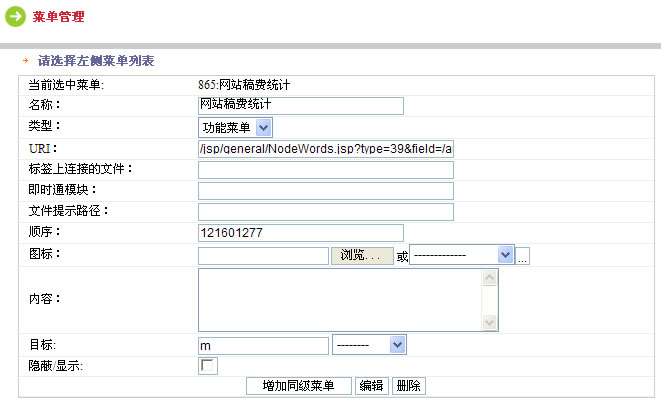 菜单管理
请选择左侧菜单列表
当前选中菜单: 865:网站稿费统计
名称： 网站稿费统计
类型： 功能菜单
URI： /jsp/general/NodeWords.jsp?type=39&field=/a
标签上连接的文件：
即时通模块：
文件提示路径：
顺序： 121601277
图标： 浏览... 或 ------------- ...
内容：
目标: m --------
隐蔽/显示:
增加同级菜单 编辑 删除